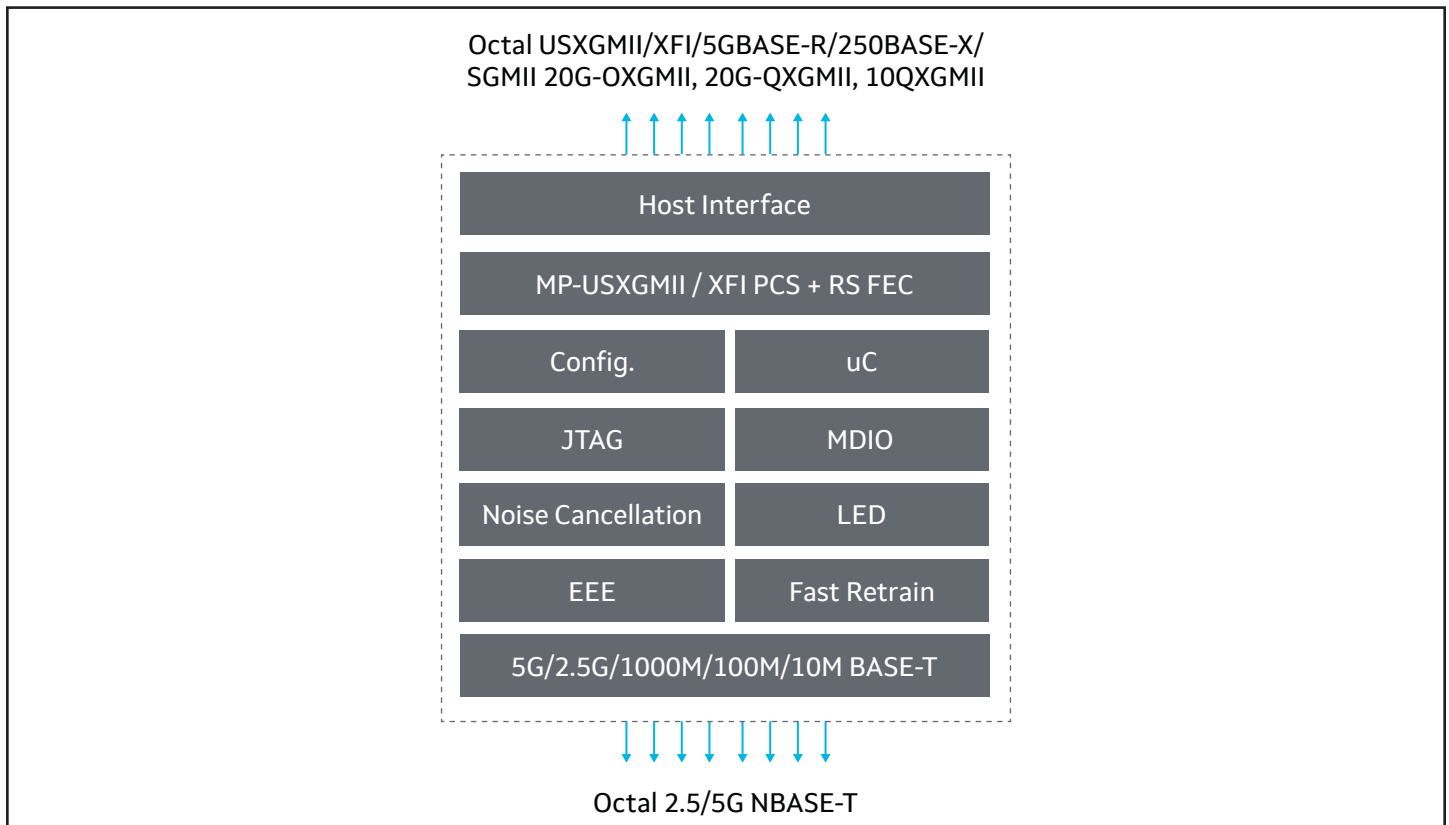 Octal USXGMII/XFI/5GBASE-R/250BASE-X/
SGMII 20G-OXGMII, 20G-QXGMII, 10QXGMII
Host Interface
MP-USXGMII / XFI PCS + RS FEC
Config.
uC
JTAG
MDIO
Noise Cancellation
LED
EEE
Fast Retrain
5G/2.5G/1000M/100M/10M BASE-T
Octal 2.5/5G NBASE-T